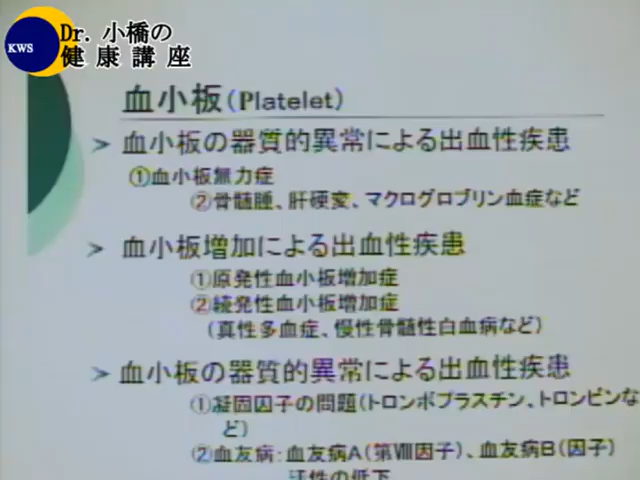 KWS
Dr. 小橋の
健康講座
血小板(Platelet)
➢ 血小板の器質的異常による出血性疾患
①血小板無力症
②骨髄腫、肝硬変、マクログロブリン血症など
➢ 血小板増加による出血性疾患
①原発性血小板増加症
②続発性血小板増加症
(真性多血症、慢性骨髄性白血病など)
➢ 血小板の器質的異常による出血性疾患
①凝固因子の問題(トロンボプラスチン、トロンビンな
ど)
②血友病:血友病A(第Ⅷ因子)、血友病B(因子)
活性の低下